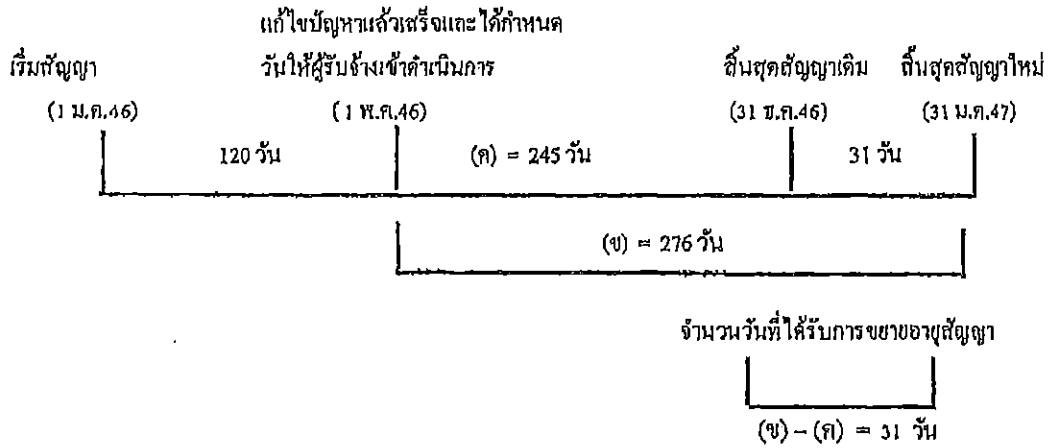 แก้ไขปัญหาแล้วเสร็จและได้กำหนด
เริ่มสัญญา วันให้ผู้รับจ้างเข้าดำเนินการ สิ้นสุดสัญญาเดิม สิ้นสุดสัญญาใหม่
(1 ม.ค.46) (1 พ.ค.46) (31 ธ.ค.46) (31 ม.ค.47)
120 วัน (ค) = 245 วัน 31 วัน
(ข) = 276 วัน
จำนวนวันที่ได้รับการขยายอายุสัญญา
(ข) – (ค) = 31 วัน